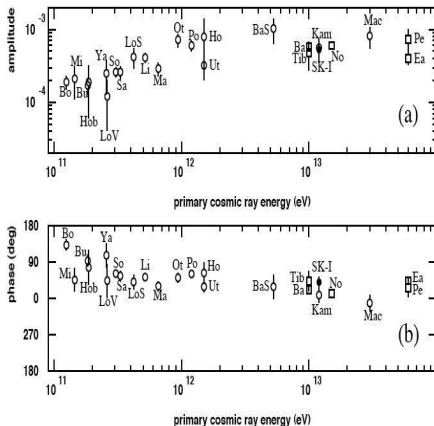 amplitude
10-3
10-4
Bo
Mi
Bu
Hob
Ya
LoV
So
Sa
LoS
Li
Ma
Ot
Po
Ho
Ut
BaS
Ba
Tib
Kam
SK-I
No
Mac
Pe
Ea
(a)
10 11
10 12
10 13
primary cosmic ray energy (eV)
phase (deg)
180
90
0
270
180
Bo
Mi
Bu
Hob
Ya
LoV
So
Sa
LoS
Li
Ma
Ot
Po
Ho
Ut
BaS
Tib
Ba
SK-I
Kam
No
Mac
Ea
Pe
(b)
10 11
10 12
10 13
primary cosmic ray energy (eV)